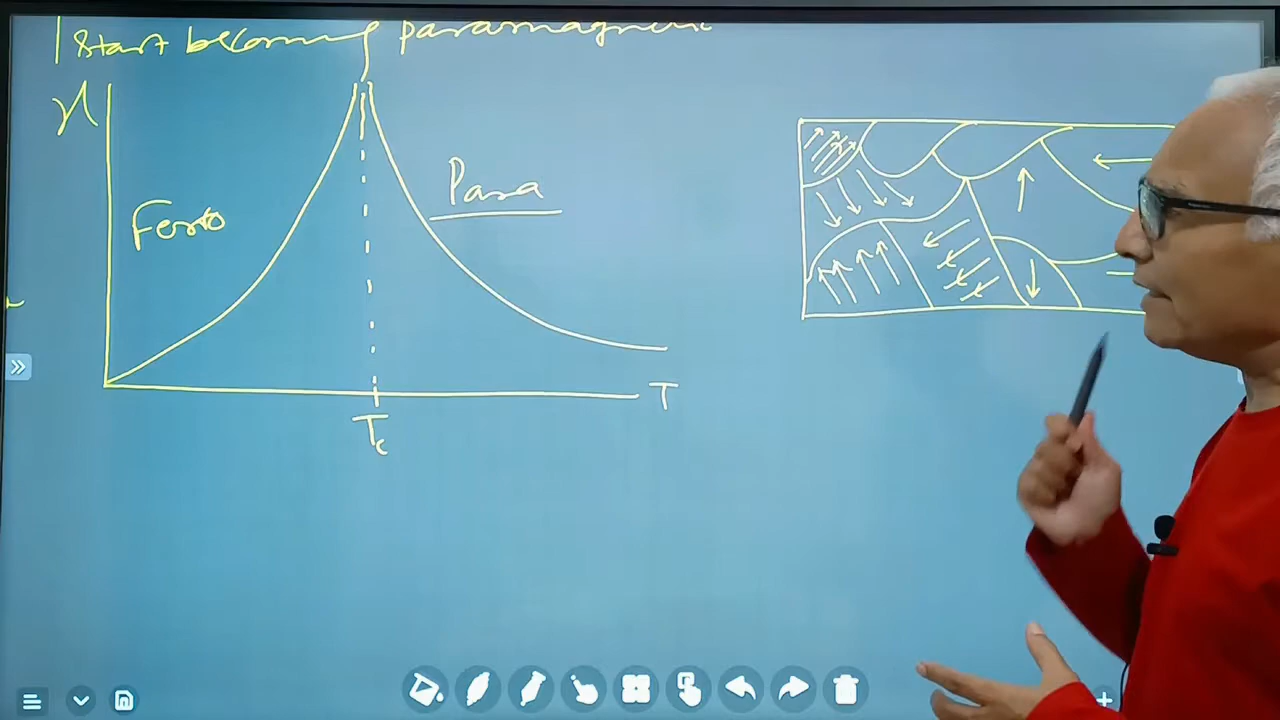 start becoming paramagnetic
χ
Para
Ferro
T
Tc